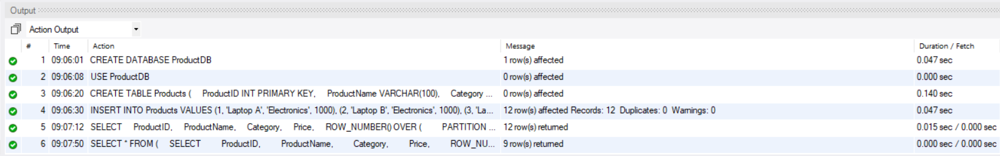 Output
Action Output
# Time Action Message Duration / Fetch
1 09:06:01 CREATE DATABASE ProductDB 1 row(s) affected 0.047 sec
2 09:06:08 USE ProductDB 0 row(s) affected 0.000 sec
3 09:06:20 CREATE TABLE Products ( ProductID INT PRIMARY KEY, ProductName VARCHAR(100), Category ... 0 row(s) affected 0.140 sec
4 09:06:30 INSERT INTO Products VALUES (1, 'Laptop A', 'Electronics', 1000), (2, 'Laptop B', 'Electronics', 1000), (3, 'La... 12 row(s) affected Records: 12 Duplicates: 0 Warnings: 0 0.047 sec
5 09:07:12 SELECT ProductID, ProductName, Category, Price, ROW_NUMBER() OVER ( PARTITION ... 12 row(s) returned 0.015 sec / 0.000 sec
6 09:07:50 SELECT * FROM ( SELECT ProductID, ProductName, Category, Price, ROW_NU... 9 row(s) returned 0.000 sec / 0.000 sec